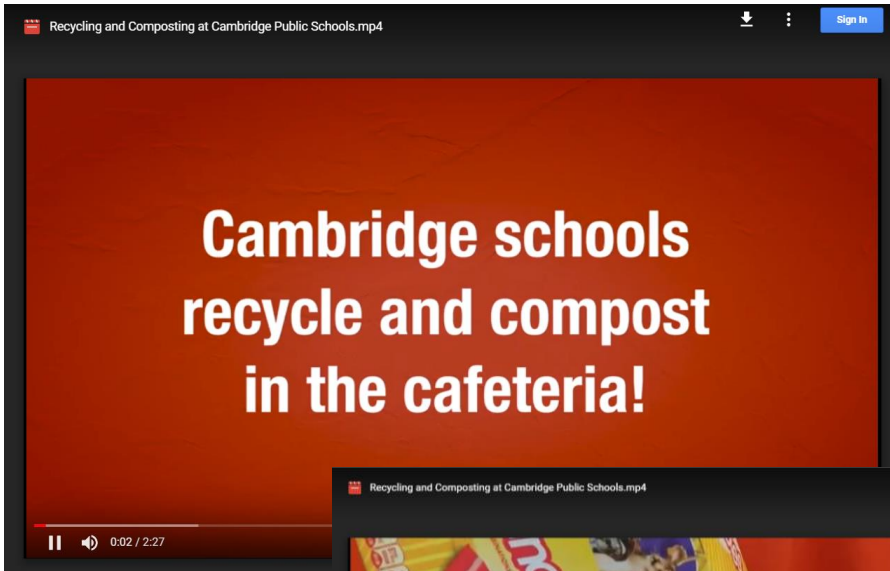 Recycling and Composting at Cambridge Public Schools.mp4
Sign In
Cambridge schools
recycle and compost
in the cafeteria!
0:02 / 2:27
Recycling and Composting at Cambridge Public Schools.mp4